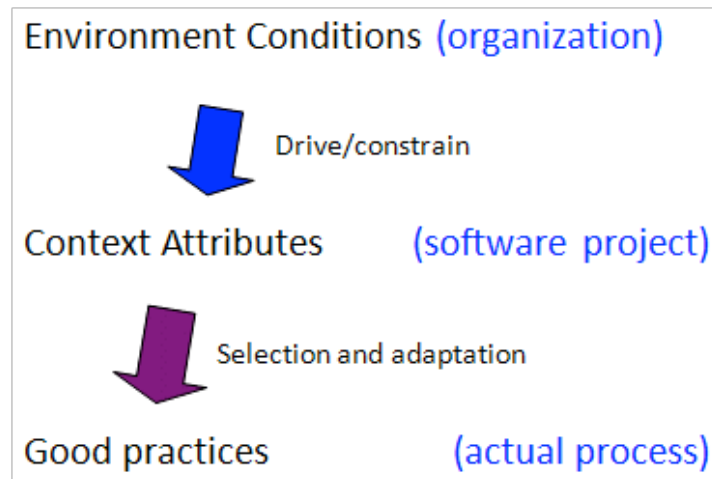 Environment Conditions (organization)
Drive/constrain
Context Attributes (software project)
Selection and adaptation
Good practices (actual process)